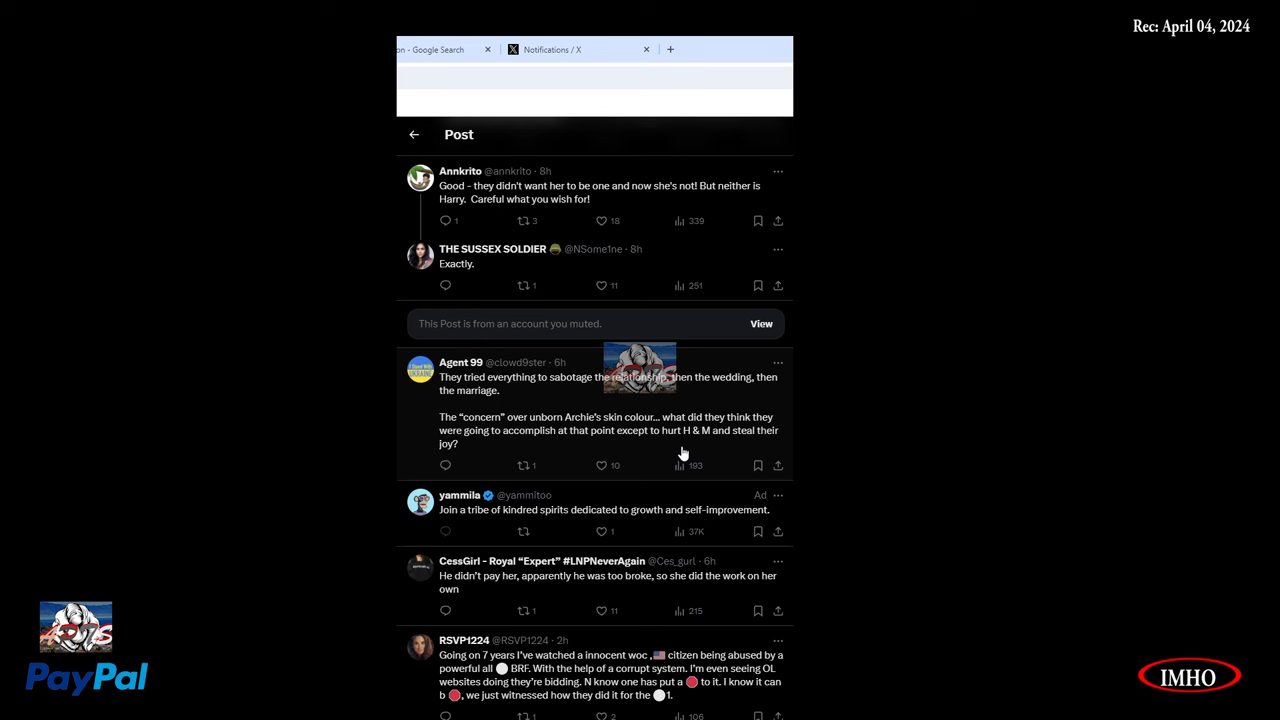 Rec: April 04, 2024
on - Google Search
Notifications / X
Post
Annkrito @annkrito · 8h
Good - they didn't want her to be one and now she's not! But neither is
Harry. Careful what you wish for!
1 3 18 339
THE SUSSEX SOLDIER @NSome1ne · 8h
Exactly.
1 11 251
This Post is from an account you muted.
View
Agent 99 @clowd9ster · 6h
They tried everything to sabotage the relationship, then the wedding, then
the marriage.
The “concern” over unborn Archie’s skin colour... what did they think they
were going to accomplish at that point except to hurt H & M and steal their
joy?
1 10 193
yammila @yammitoo Ad
Join a tribe of kindred spirits dedicated to growth and self-improvement.
1 37K
CessGirl - Royal “Expert” #LNPNeverAgain @Ces_gurl · 6h
He didn’t pay her, apparently he was too broke, so she did the work on her
own
1 11 215
RSVP1224 @RSVP1224 · 2h
Going on 7 years I’ve watched a innocent woc , citizen being abused by a
powerful all BRF. With the help of a corrupt system. I’m even seeing OL
websites doing they’re bidding. N know one has put a to it. I know it can
b , we just witnessed how they did it for the 1.
1 2 106
PayPal
IMHO